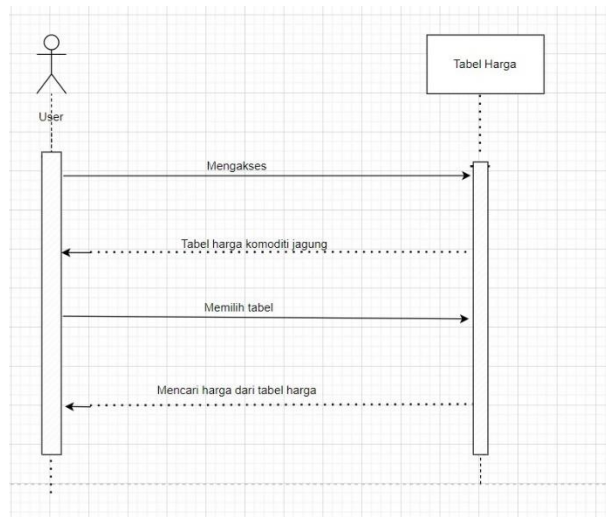 Tabel Harga
User
Mengakses
Tabel harga komoditi jagung
Memilih tabel
Mencari harga dari tabel harga